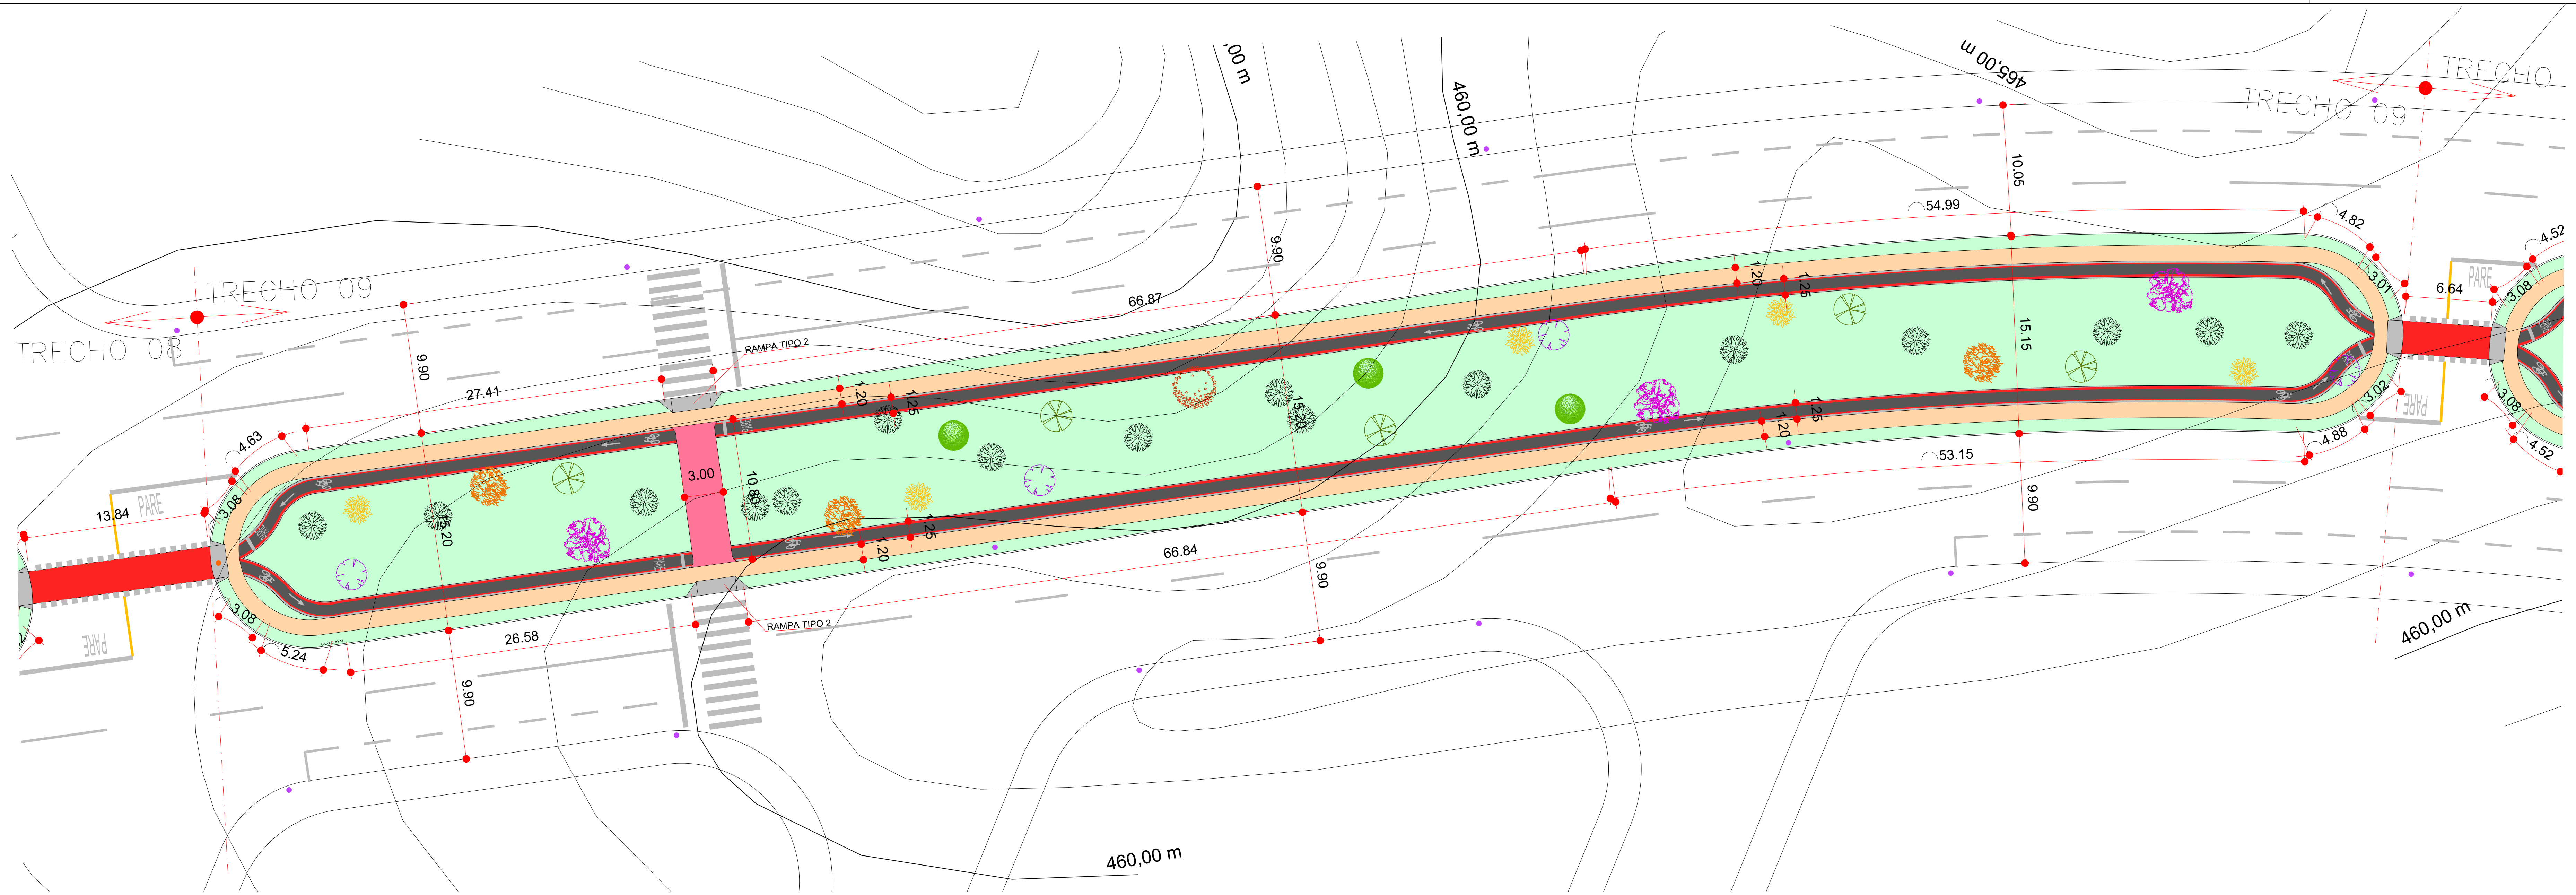 ,00 m
460,00 m
465,00 m
TRECHO
TRECHO 09
10.05
54.99
4.82
4.52
PARE
3.01
6.64
3.08
9.90
1.20
1.25
66.87
TRECHO 09
TRECHO 08
9.90
RAMPA TIPO 2
27.41
1.20
1.25
15.15
15.20
4.63
3.00
10.80
PARE
13.84
3.08
15.20
1.25
1.20
3.02
PARE
3.08
4.88
4.52
53.15
9.90
1.25
1.20
66.84
9.90
3.08
PARE
5.24
26.58
RAMPA TIPO 2
9.90
460,00 m
460,00 m